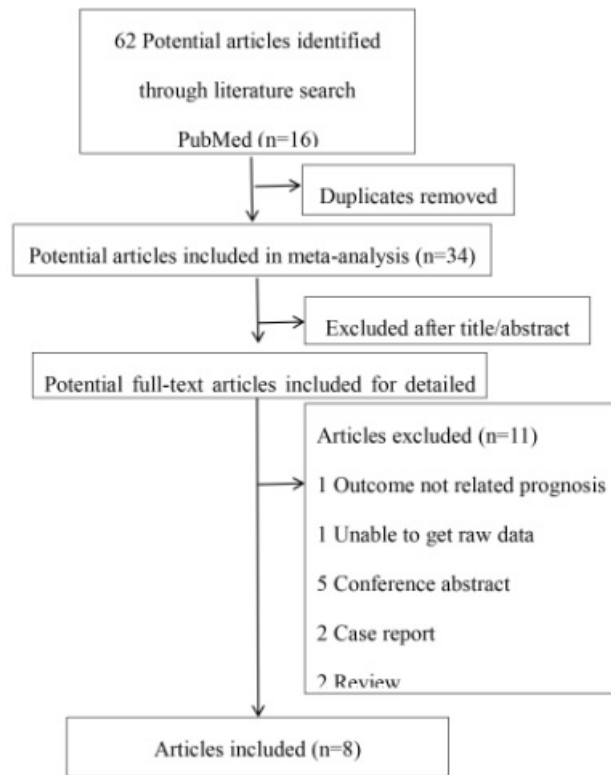 62 Potential articles identified
through literature search
PubMed (n=16)
Duplicates removed
Potential articles included in meta-analysis (n=34)
Excluded after title/abstract
Potential full-text articles included for detailed
Articles excluded (n=11)
1 Outcome not related prognosis
1 Unable to get raw data
5 Conference abstract
2 Case report
2 Review
Articles included (n=8)